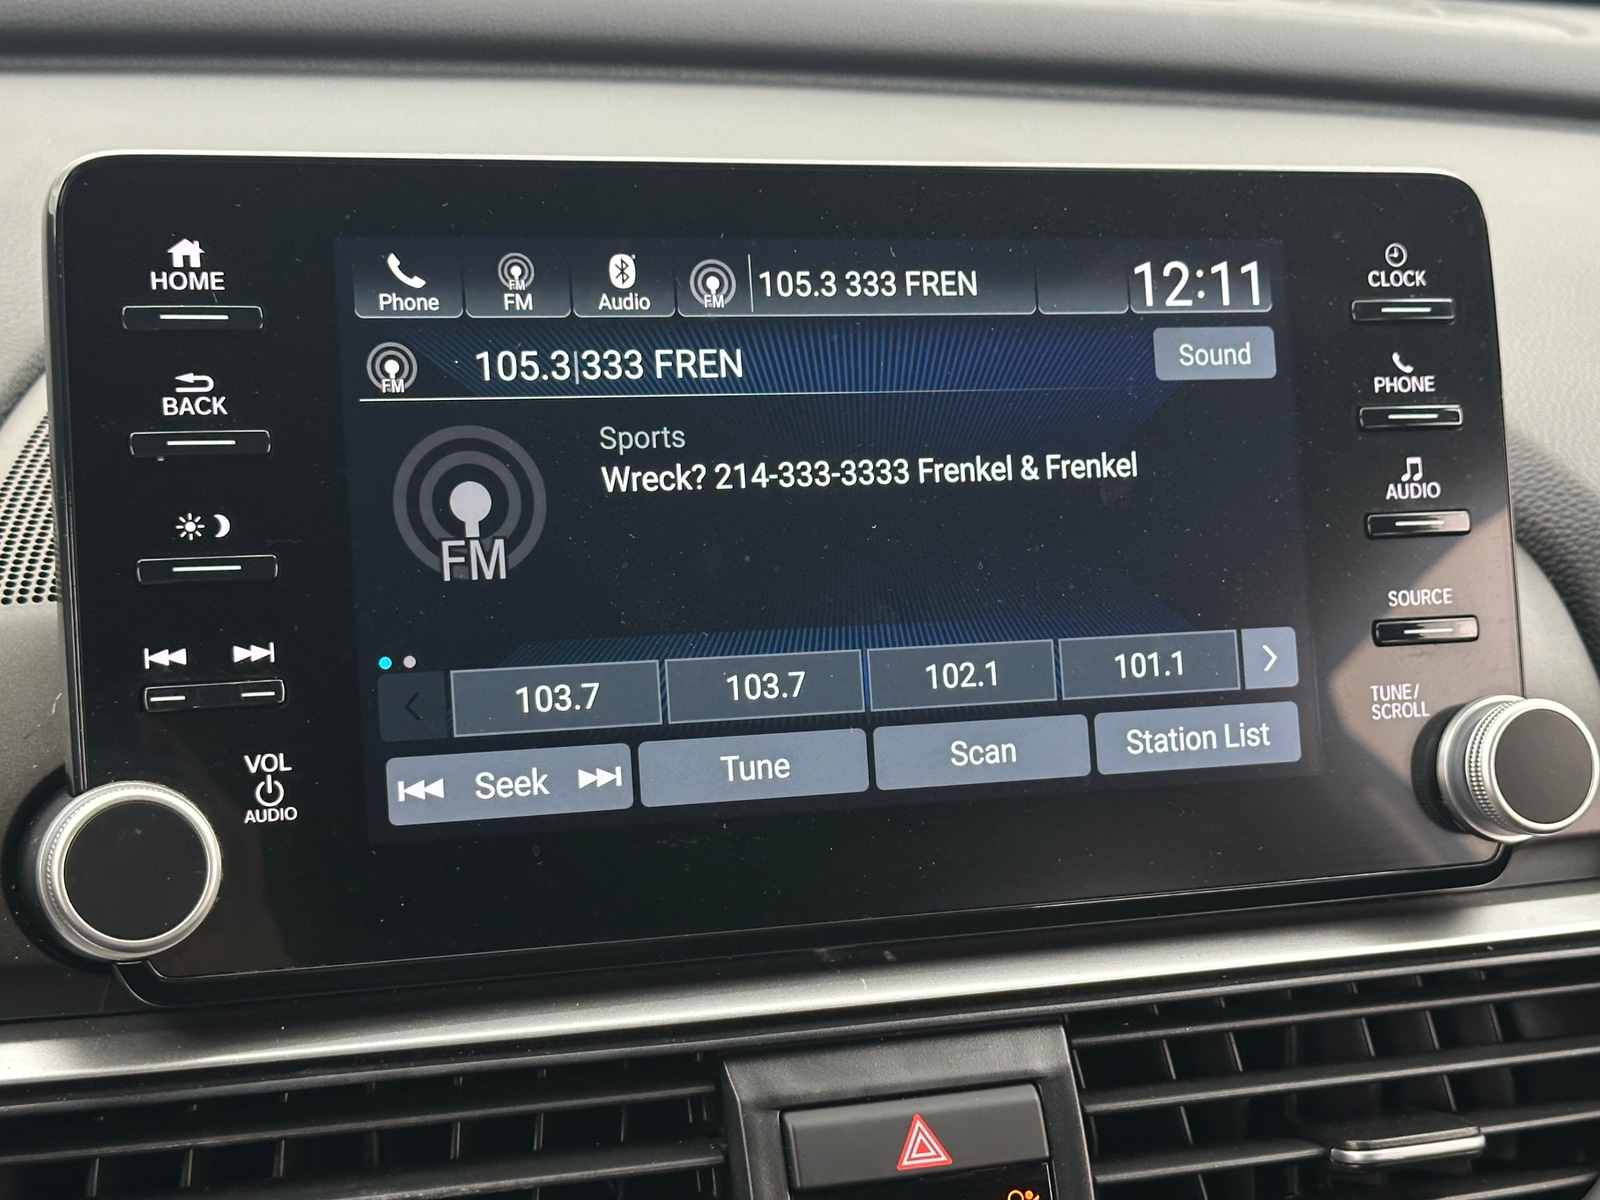 HOME
BACK
VOL
AUDIO
Phone
FM
FM
Audio
FM
105.3 333 FREN
12:11
FM
105.3|333 FREN
Sound
FM
Sports
Wreck? 214-333-3333 Frenkel & Frenkel
103.7
103.7
102.1
101.1
Seek
Tune
Scan
Station List
CLOCK
PHONE
AUDIO
SOURCE
TUNE/
SCROLL